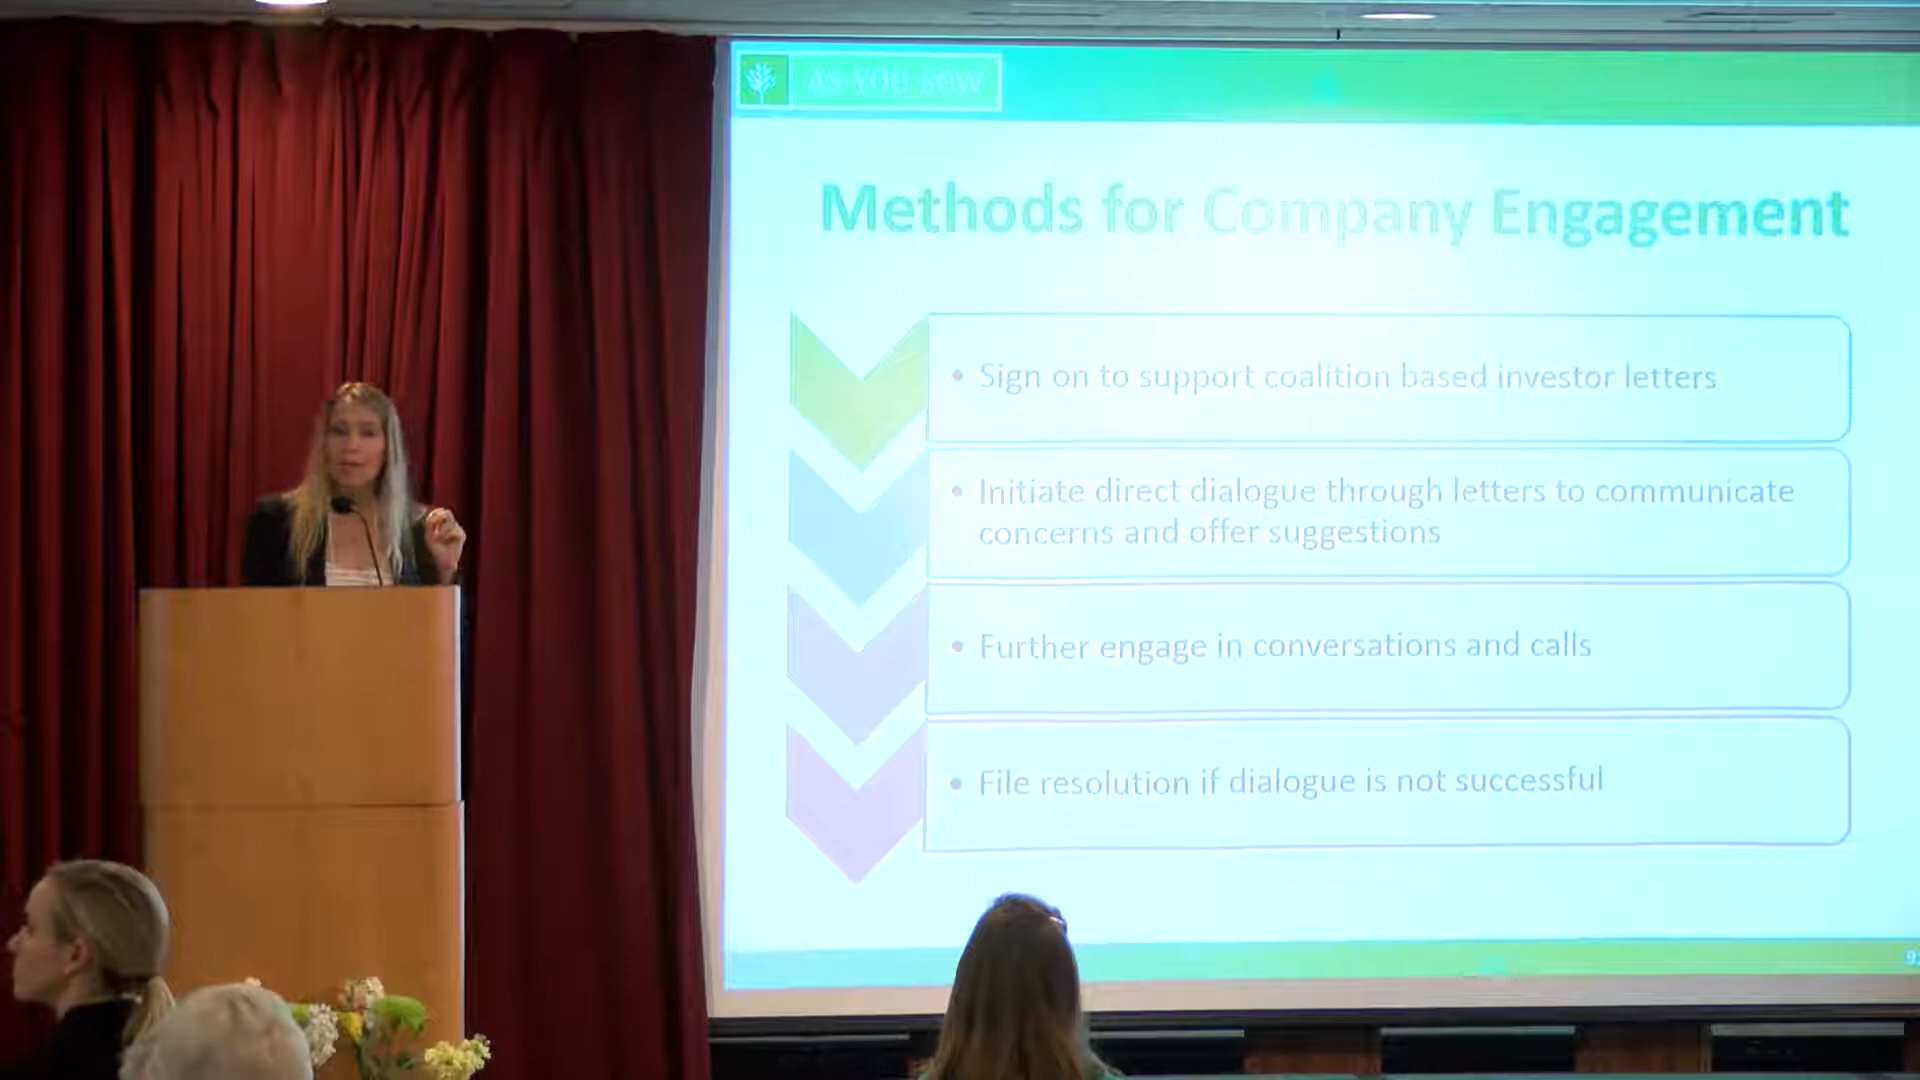 AS YOU SOW
Methods for Company Engagement
• Sign on to support coalition based investor letters
• Initiate direct dialogue through letters to communicate
concerns and offer suggestions
• Further engage in conversations and calls
• File resolution if dialogue is not successful